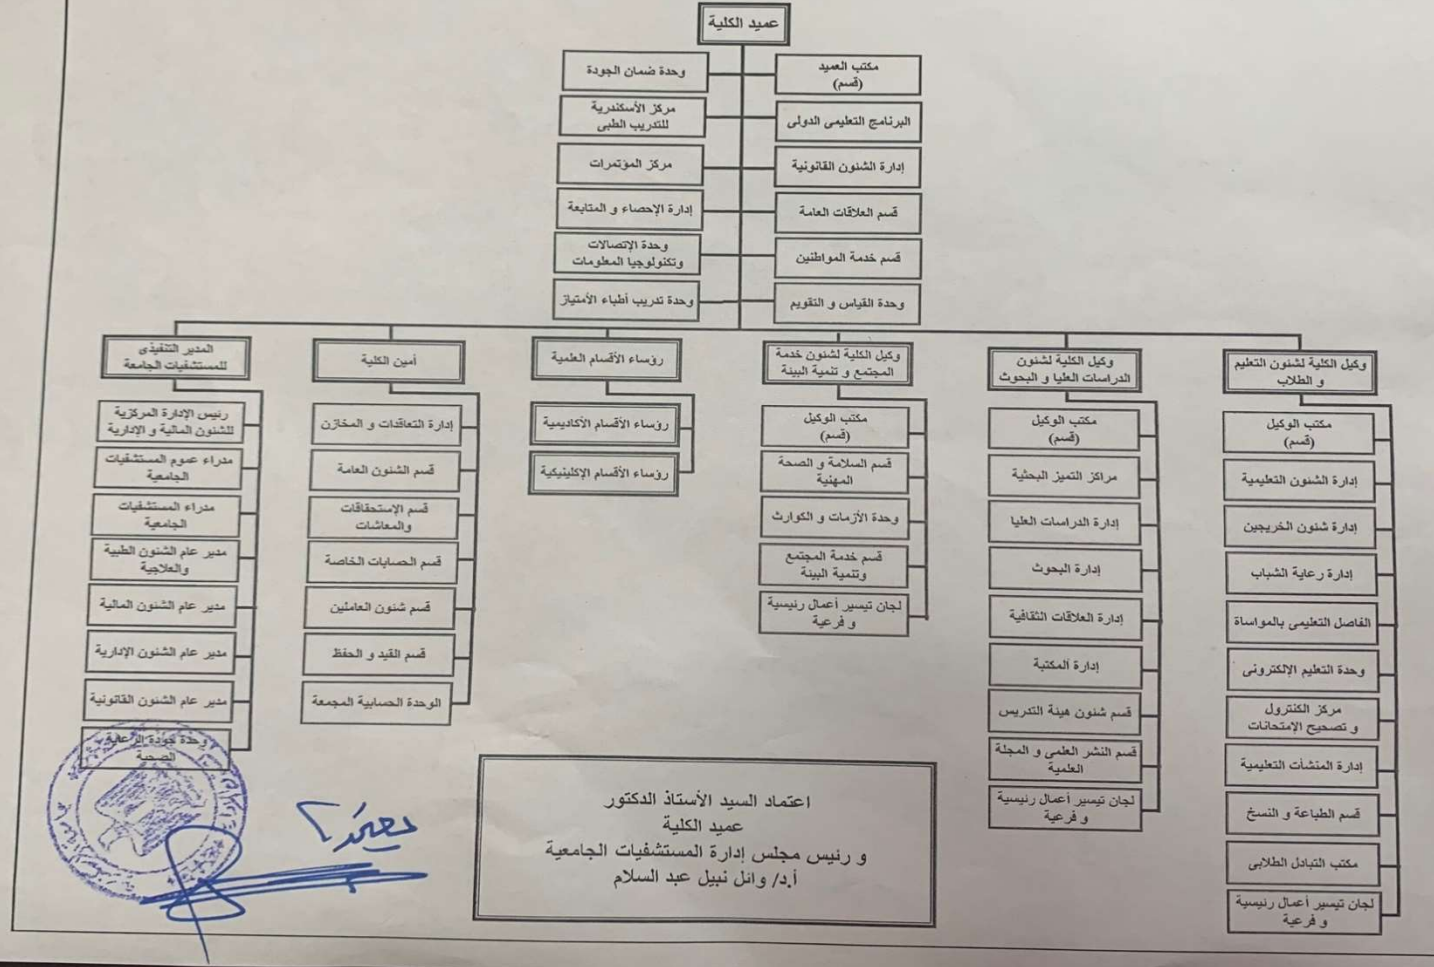 عميد الكلية
مكتب العميد
(قسم)
وحدة ضمان الجودة
البرنامج التعليمى الدولى
مركز الأسكندرية
للتدريب الطبى
إدارة الشئون القانونية
مركز المؤتمرات
قسم العلاقات العامة
إدارة الإحصاء و المتابعة
قسم خدمة المواطنين
وحدة الإتصالات
وتكنولوجيا المعلومات
وحدة القياس و التقويم
وحدة تدريب أطباء الأمتياز
وكيل الكلية لشئون التعليم
و الطلاب
مكتب الوكيل
(قسم)
إدارة الشئون التعليمية
إدارة شئون الخريجين
إدارة رعاية الشباب
الفاصل التعليمى بالمواساة
وحدة التعليم الإلكترونى
مركز الكنترول
و تصحيح الإمتحانات
إدارة المنشأت التعليمية
قسم الطباعة و النسخ
مكتب التبادل الطلابى
لجان تيسير أعمال رئيسية
و فرعية
وكيل الكلية لشئون
الدراسات العليا و البحوث
مكتب الوكيل
(قسم)
مراكز التميز البحثية
إدارة الدراسات العليا
إدارة البحوث
إدارة العلاقات الثقافية
إدارة المكتبة
قسم شئون هيئة التدريس
قسم النشر العلمى و المجلة
العلمية
لجان تيسير أعمال رئيسية
و فرعية
وكيل الكلية لشئون خدمة
المجتمع و تنمية البيئة
مكتب الوكيل
(قسم)
قسم السلامة و الصحة
المهنية
وحدة الأزمات و الكوارث
قسم خدمة المجتمع
وتنمية البيئة
لجان تيسير أعمال رئيسية
و فرعية
رؤساء الأقسام العلمية
رؤساء الأقسام الأكاديمية
رؤساء الأقسام الإكلينيكية
أمين الكلية
إدارة التعاقدات و المخازن
قسم الشئون العامة
قسم الإستحقاقات
والمعاشات
قسم الحسابات الخاصة
قسم شئون العاملين
قسم القيد و الحفظ
الوحدة الحسابية المجمعة
المدير التنفيذى
للمستشفيات الجامعة
رئيس الإدارة المركزية
للشئون المالية و الإدارية
مدراء عموم المستشفيات
الجامعية
مدراء المستشفيات
الجامعية
مدير عام الشئون الطبية
والعلاجية
مدير عام الشئون المالية
مدير عام الشئون الإدارية
مدير عام الشئون القانونية
وحدة جودة الرعاية
الصحية
اعتماد السيد الأستاذ الدكتور
عميد الكلية
و رئيس مجلس إدارة المستشفيات الجامعية
أ.د/ وائل نبيل عبد السلام